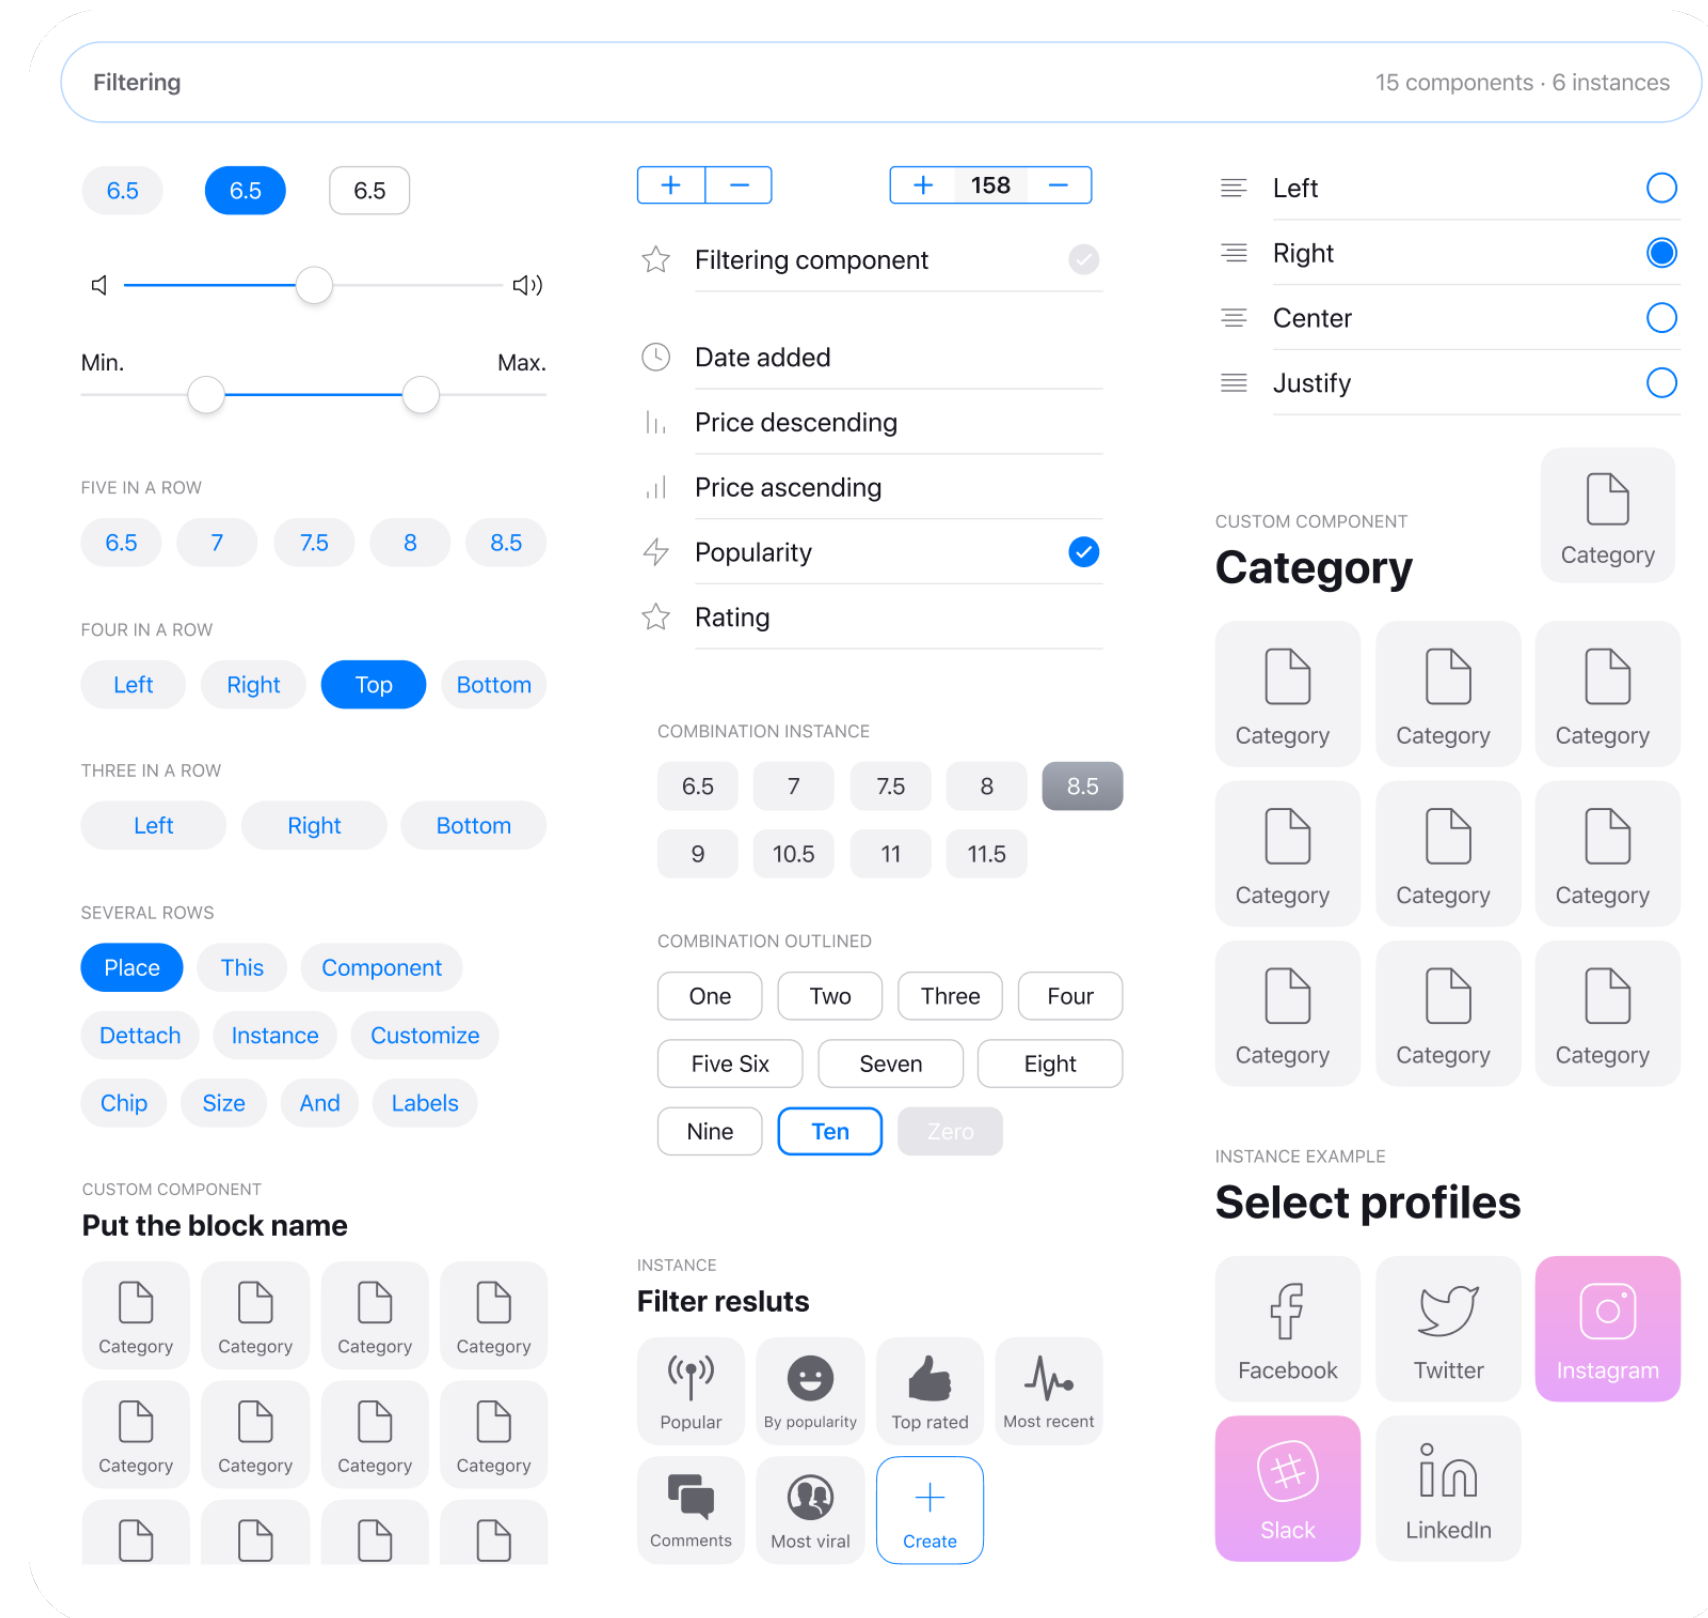 Filtering
15 components · 6 instances
6.5 6.5 6.5
Min. Max.
FIVE IN A ROW
6.5 7 7.5 8 8.5
FOUR IN A ROW
Left Right Top Bottom
THREE IN A ROW
Left Right Bottom
SEVERAL ROWS
Place This Component
Dettach Instance Customize
Chip Size And Labels
CUSTOM COMPONENT
Put the block name
Category Category Category Category
Category Category Category Category
+ − + 158 −
Filtering component
Date added
Price descending
Price ascending
Popularity
Rating
COMBINATION INSTANCE
6.5 7 7.5 8 8.5
9 10.5 11 11.5
COMBINATION OUTLINED
One Two Three Four
Five Six Seven Eight
Nine Ten Zero
INSTANCE
Filter resluts
Popular By popularity Top rated Most recent
Comments Most viral Create
Left
Right
Center
Justify
Category
CUSTOM COMPONENT
Category
Category Category Category
Category Category Category
Category Category Category
INSTANCE EXAMPLE
Select profiles
Facebook Twitter Instagram
Slack LinkedIn